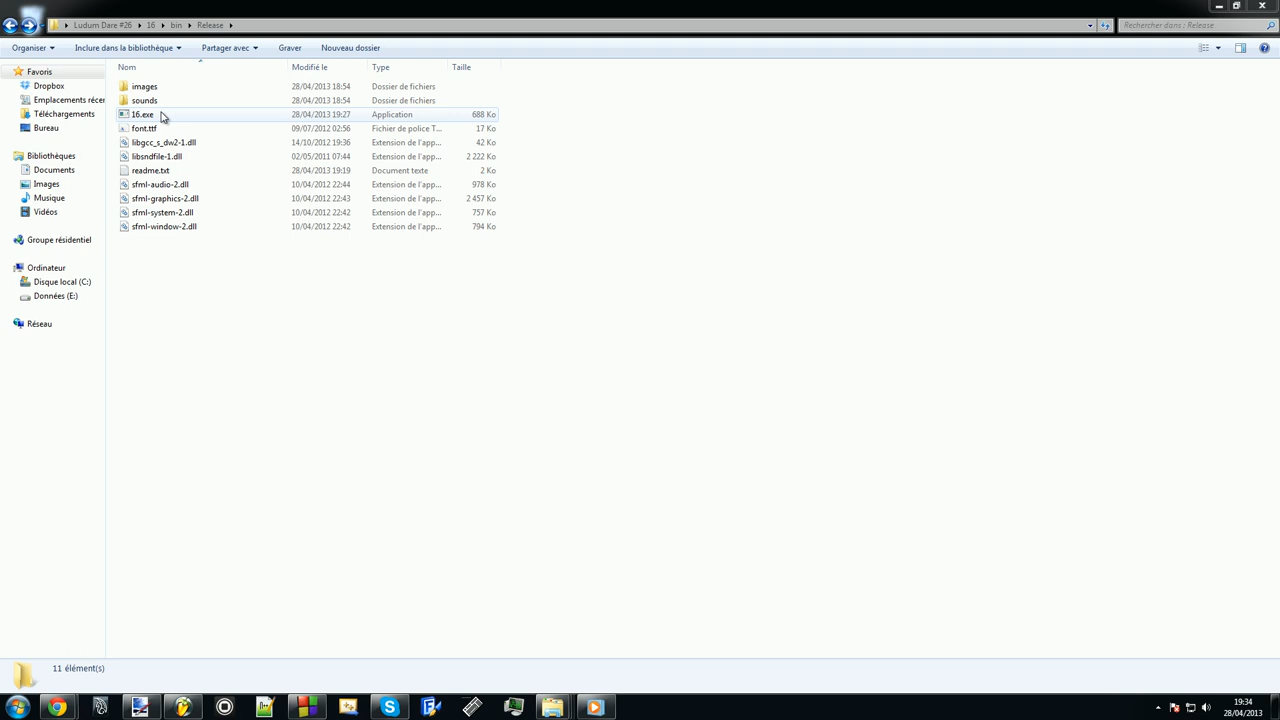 Ludum Dare #26 16 bin Release Rechercher dans : Release
Organiser Inclure dans la bibliothèque Partager avec Graver Nouveau dossier
Nom Modifié le Type Taille
Favoris
Dropbox
Emplacements récen
Téléchargements
Bureau
Bibliothèques
Documents
Images
Musique
Vidéos
Groupe résidentiel
Ordinateur
Disque local (C:)
Données (E:)
Réseau
images 28/04/2013 18:54 Dossier de fichiers
sounds 28/04/2013 18:54 Dossier de fichiers
16.exe 28/04/2013 19:27 Application 688 Ko
font.ttf 09/07/2012 02:56 Fichier de police T... 17 Ko
libgcc_s_dw2-1.dll 14/10/2012 19:36 Extension de l'app... 42 Ko
libsndfile-1.dll 02/05/2011 07:44 Extension de l'app... 2 222 Ko
readme.txt 28/04/2013 19:19 Document texte 2 Ko
sfml-audio-2.dll 10/04/2012 22:44 Extension de l'app... 978 Ko
sfml-graphics-2.dll 10/04/2012 22:43 Extension de l'app... 2 457 Ko
sfml-system-2.dll 10/04/2012 22:42 Extension de l'app... 757 Ko
sfml-window-2.dll 10/04/2012 22:42 Extension de l'app... 794 Ko
11 élément(s)
19:34
28/04/2013